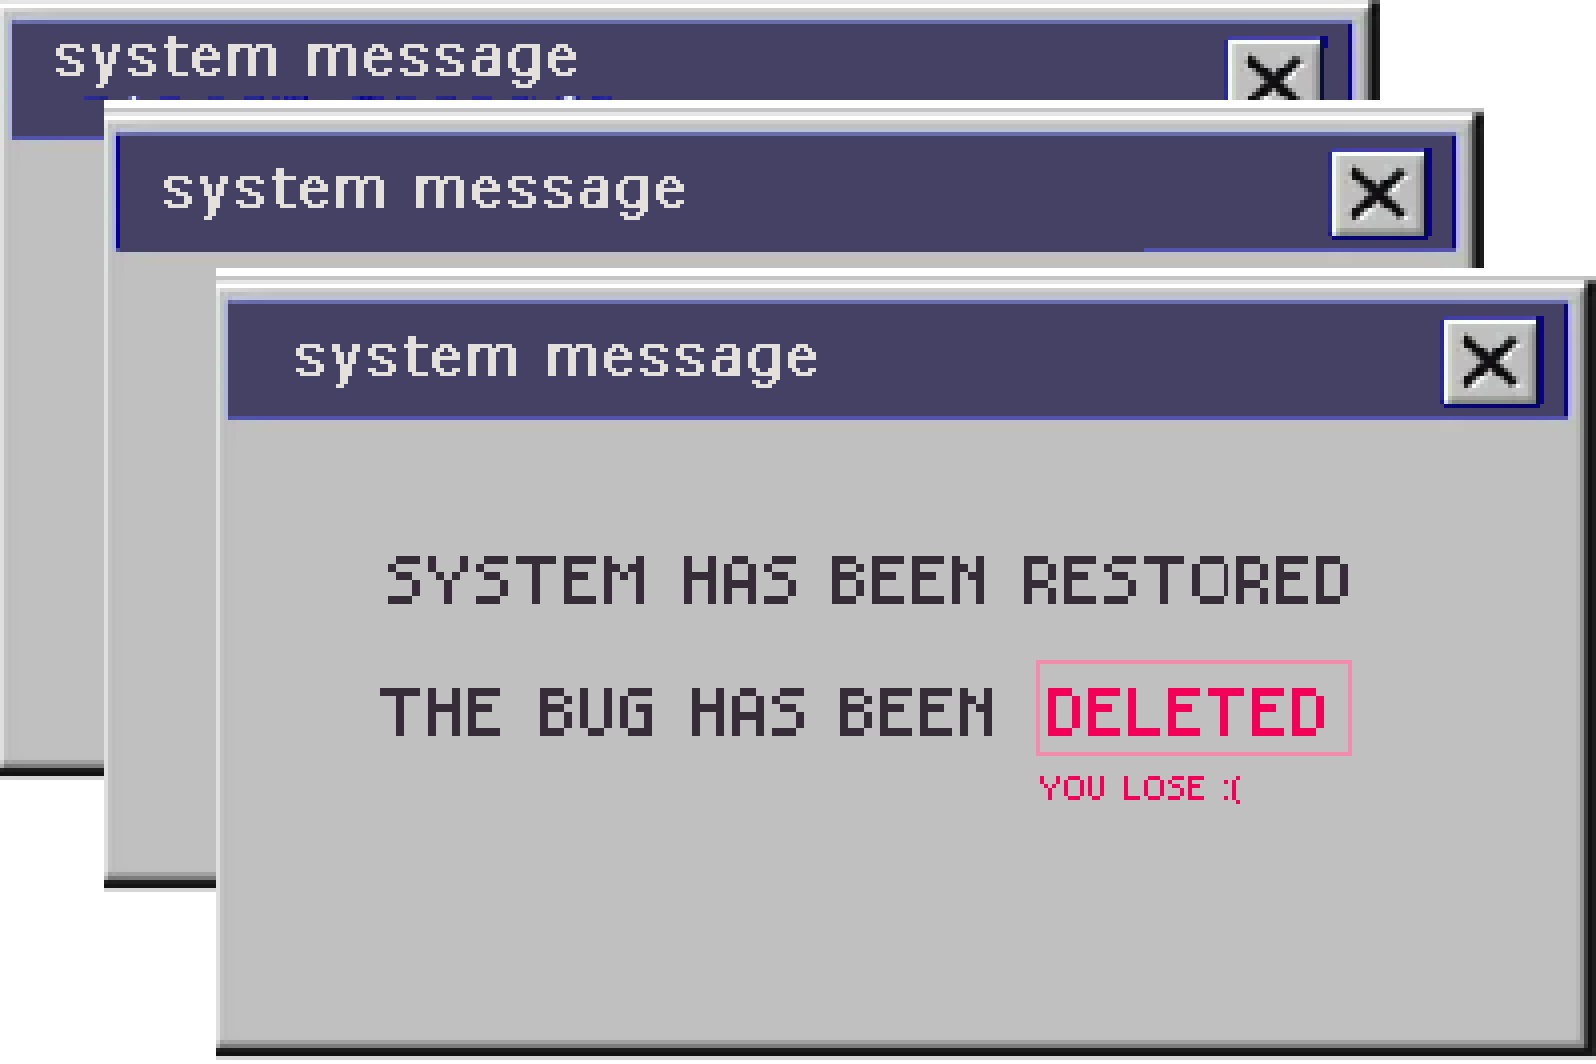 system message
system message
system message
SYSTEM HAS BEEN RESTORED
THE BUG HAS BEEN DELETED
YOU LOSE :(